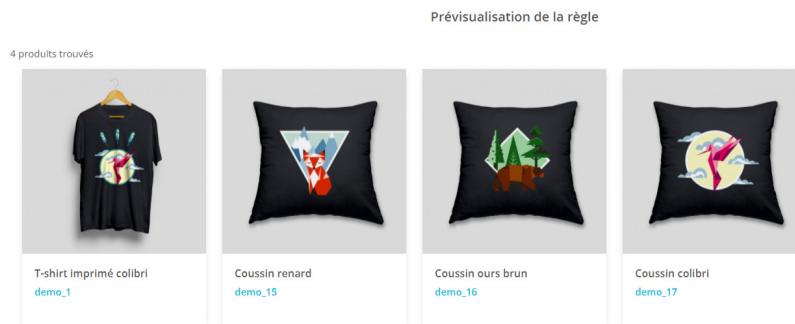 Prévisualisation de la règle
4 produits trouvés
T-shirt imprimé colibri
demo_1
Coussin renard
demo_15
Coussin ours brun
demo_16
Coussin colibri
demo_17